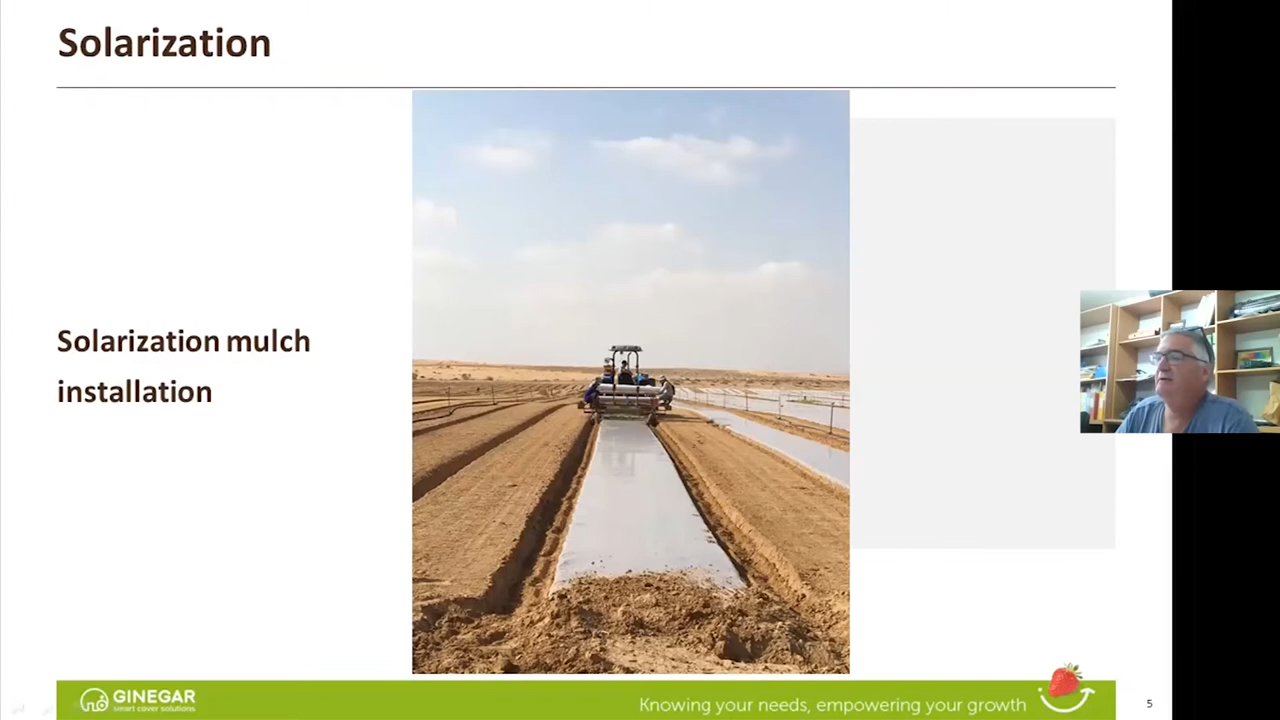 Solarization
Solarization mulch
installation
GINEGAR
smart cover solutions
Knowing your needs, empowering your growth
5